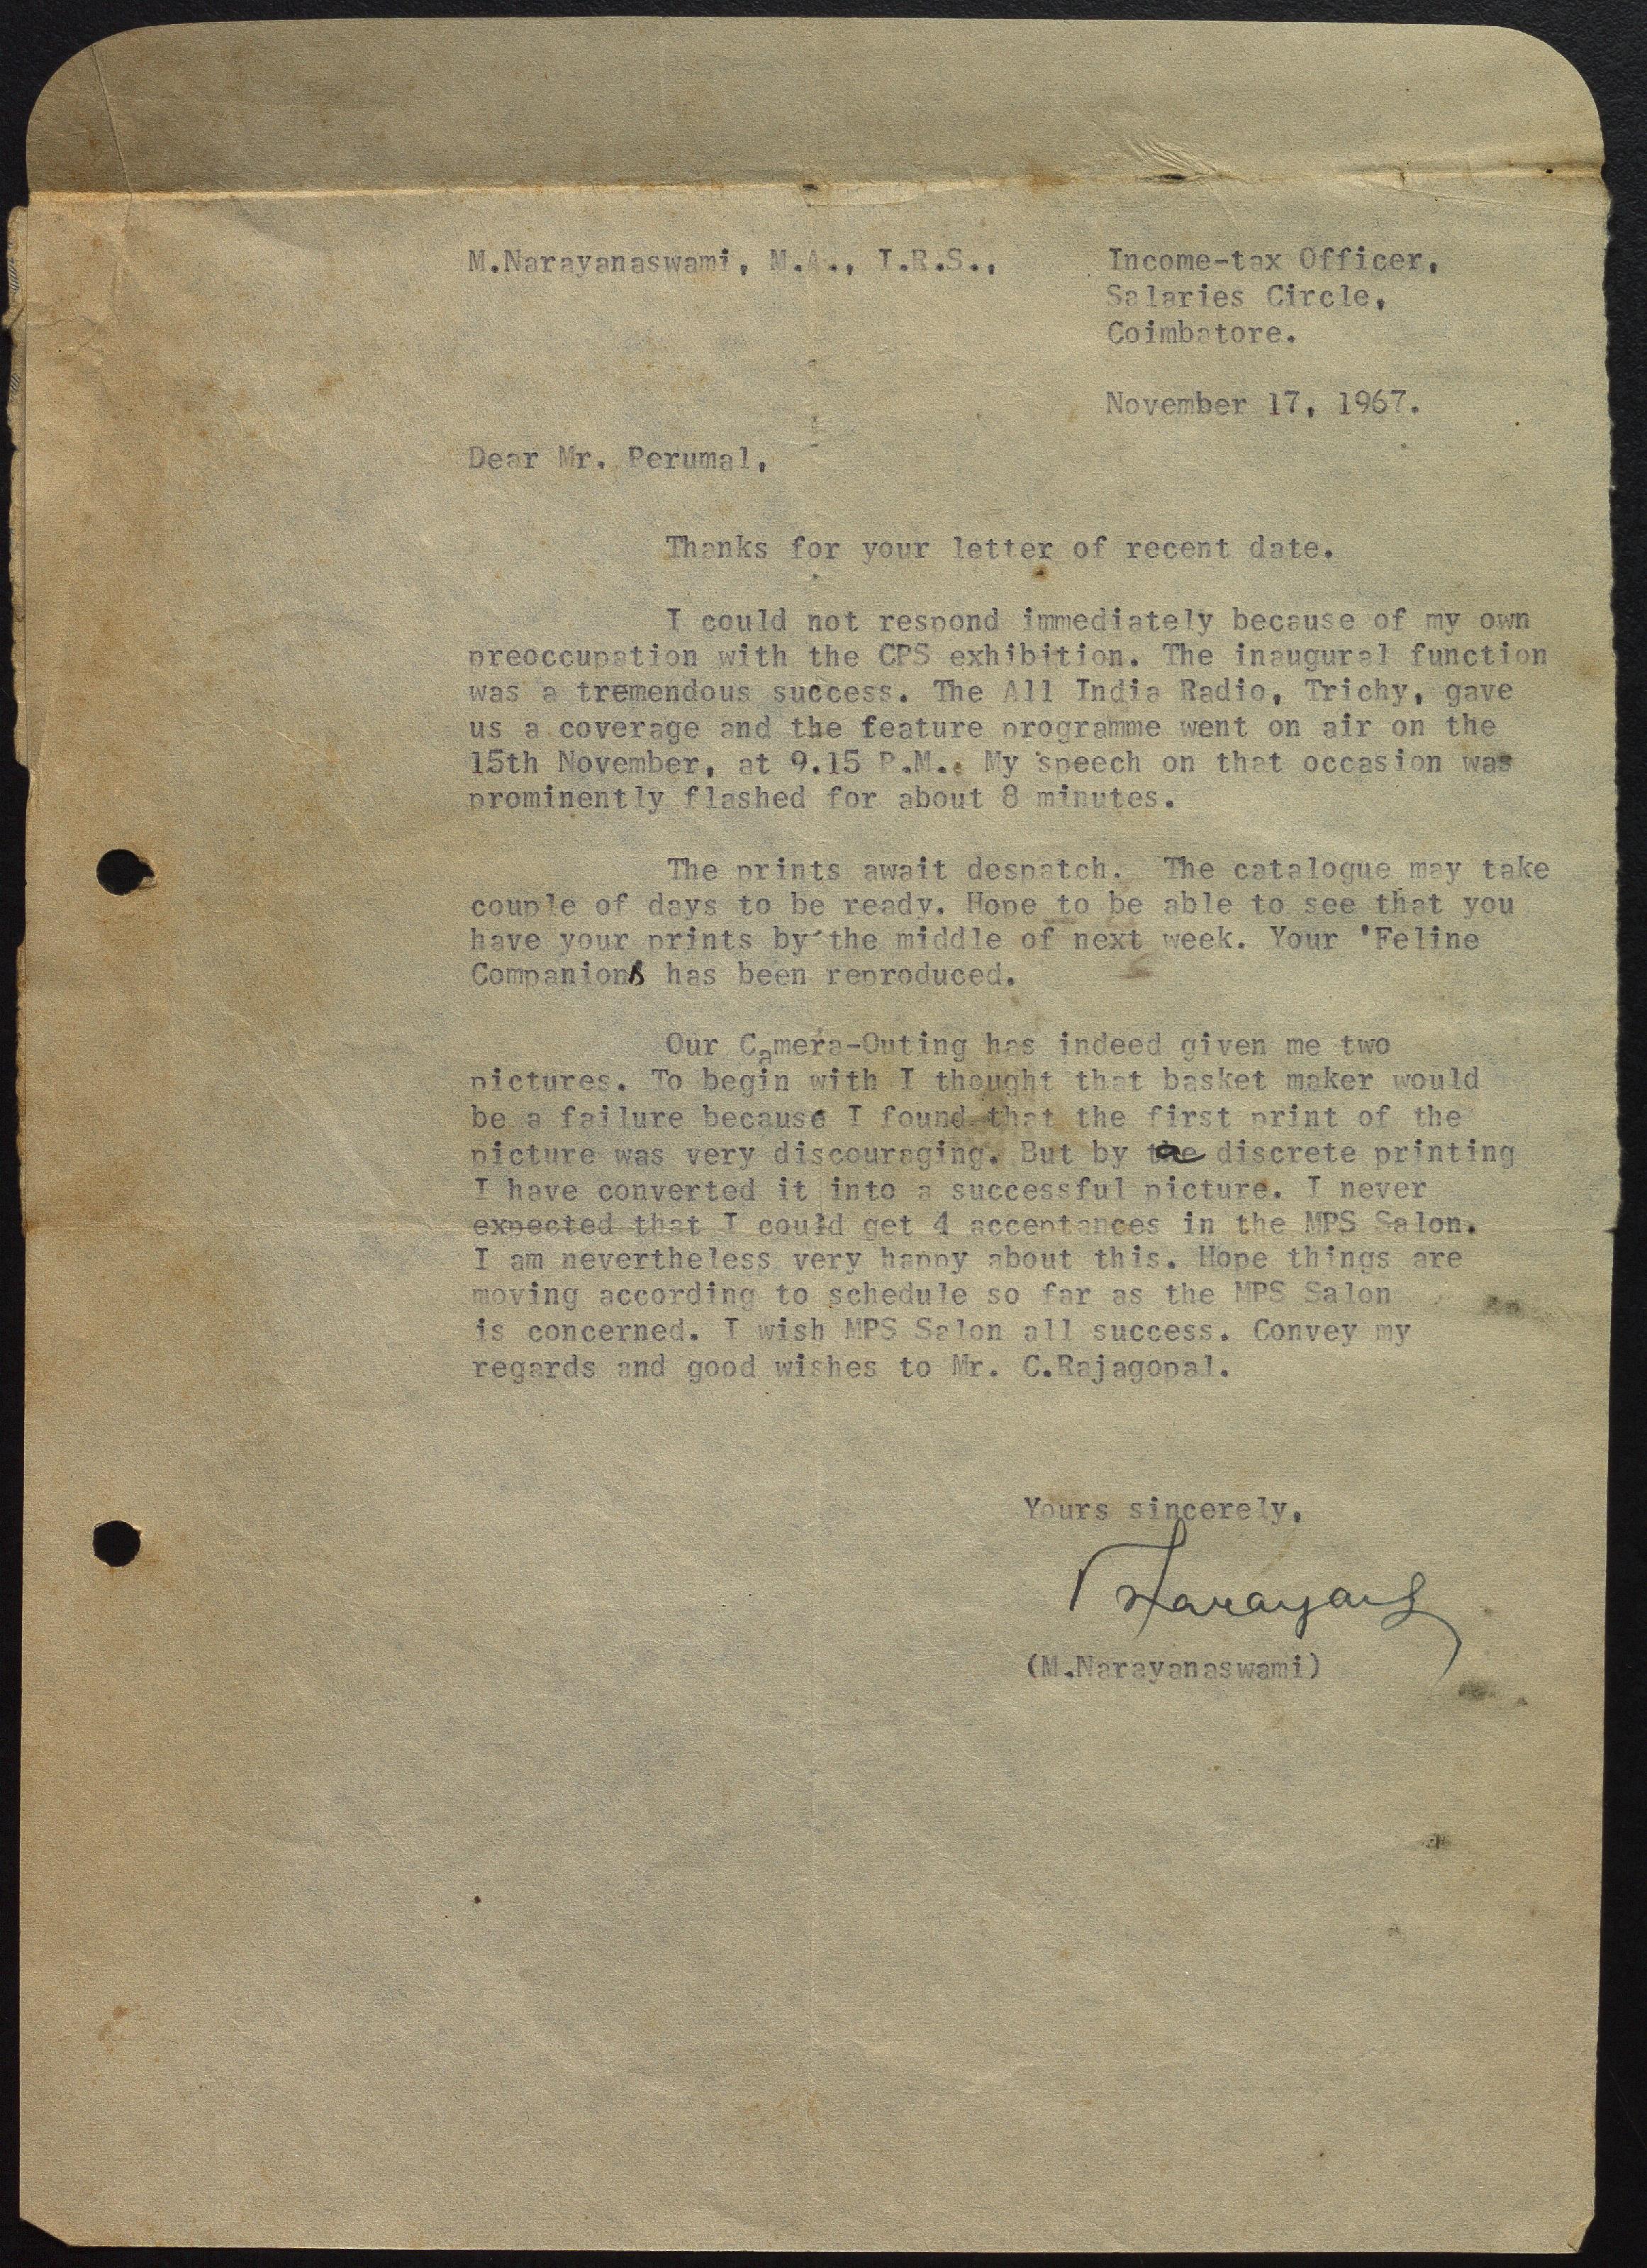 M.Narayanaswami, M.A., I.R.S.,
Income-tax Officer,
Salaries Circle,
Coimbatore.
November 17, 1967.
Dear Mr. Perumal,
Thanks for your letter of recent date.
I could not respond immediately because of my own
preoccupation with the CPS exhibition. The inaugural function
was a tremendous success. The All India Radio, Trichy, gave
us a coverage and the feature programme went on air on the
15th November, at 9.15 P.M.. My speech on that occasion was
prominently flashed for about 8 minutes.
The prints await despatch. The catalogue may take
couple of days to be ready. Hope to be able to see that you
have your prints by the middle of next week. Your 'Feline
Companions has been reproduced.
Our Camera-Outing has indeed given me two
pictures. To begin with I thought that basket maker would
be a failure because I found that the first print of the
picture was very discouraging. But by discrete printing
I have converted it into a successful picture. I never
expected that I could get 4 acceptances in the MPS Salon.
I am nevertheless very happy about this. Hope things are
moving according to schedule so far as the MPS Salon
is concerned. I wish MPS Salon all success. Convey my
regards and good wishes to Mr. C.Rajagopal.
Yours sincerely,
(M.Narayanaswami)